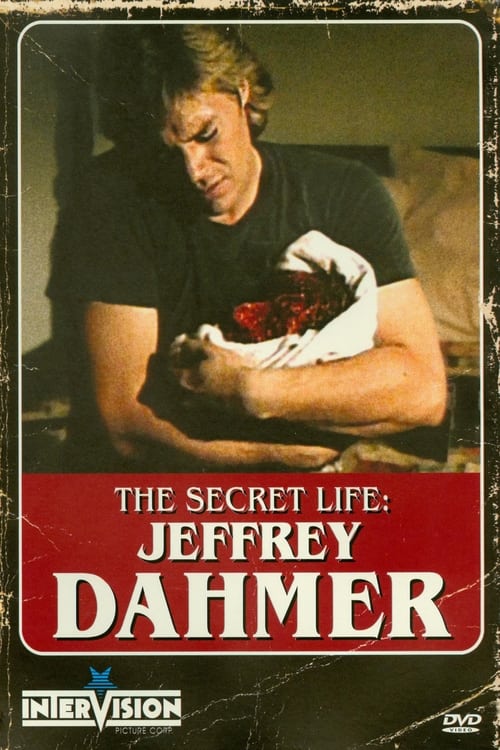 THE SECRET LIFE:
JEFFREY
DAHMER
INTERVISION
PICTURE CORP.
DVD
VIDEO